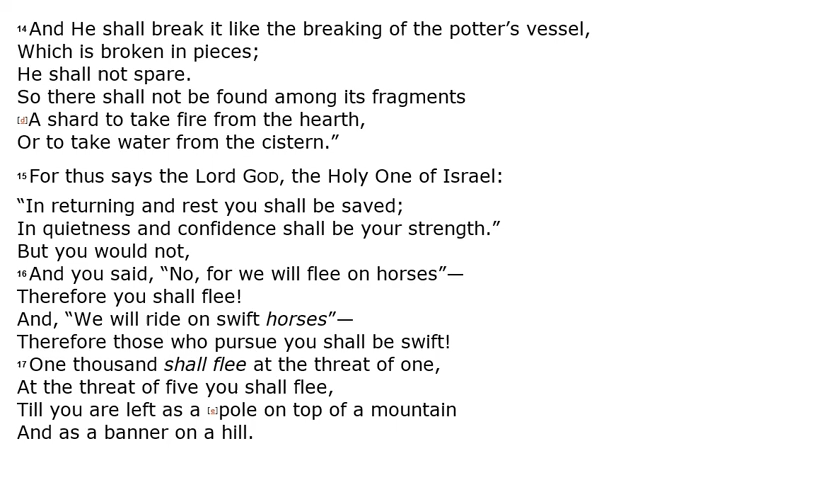 14 And He shall break it like the breaking of the potter’s vessel,
Which is broken in pieces;
He shall not spare.
So there shall not be found among its fragments
[d]A shard to take fire from the hearth,
Or to take water from the cistern.”
15 For thus says the Lord GOD, the Holy One of Israel:
“In returning and rest you shall be saved;
In quietness and confidence shall be your strength.”
But you would not,
16 And you said, “No, for we will flee on horses”—
Therefore you shall flee!
And, “We will ride on swift horses”—
Therefore those who pursue you shall be swift!
17 One thousand shall flee at the threat of one,
At the threat of five you shall flee,
Till you are left as a [e]pole on top of a mountain
And as a banner on a hill.